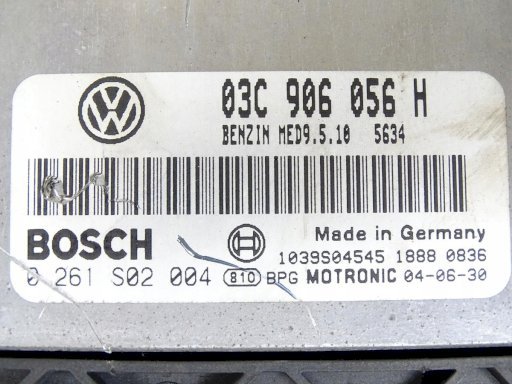 03C 906 056 H
BENZIN MED9.5.10 5634
BOSCH
Made in Germany
1039S04545 1888 0836
0 261 S02 004 810 BPG MOTRONIC 04-06-30